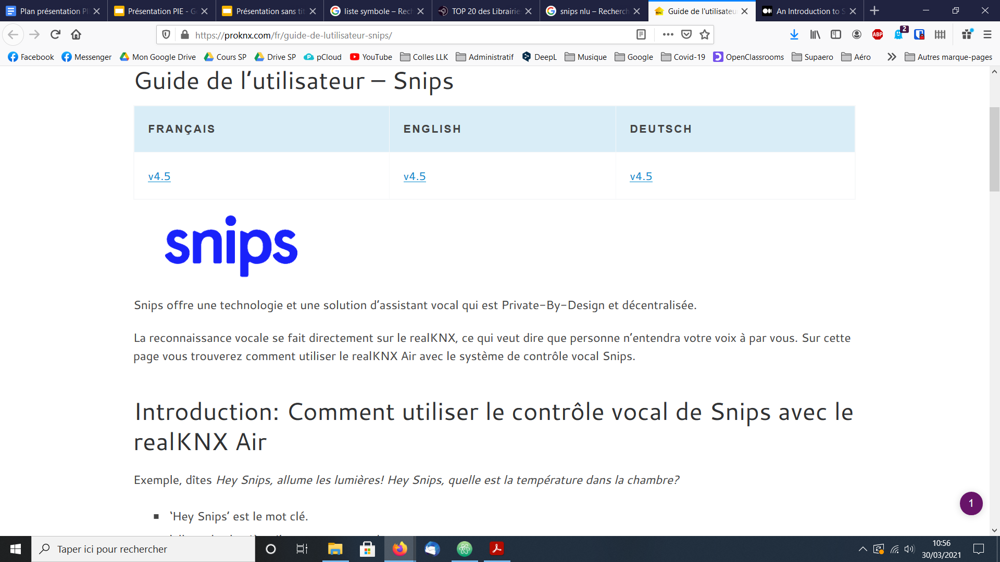 Plan présentation PI
Présentation PIE - G
Présentation sans tit
liste symbole – Rec
TOP 20 des Librairie
snips nlu – Recherch
Guide de l'utilisateu
An Introduction to S
https://proknx.com/fr/guide-de-lutilisateur-snips/
ABP
2
Facebook
Messenger
Mon Google Drive
Cours SP
Drive SP
pCloud
YouTube
Colles LLK
Administratif
DeepL
Musique
Google
Covid-19
OpenClassrooms
Supaero
Aéro
Autres marque-pages
Guide de l’utilisateur – Snips
FRANÇAIS
ENGLISH
DEUTSCH
v4.5
v4.5
v4.5
snips
Snips offre une technologie et une solution d’assistant vocal qui est Private-By-Design et décentralisée.
La reconnaissance vocale se fait directement sur le realKNX, ce qui veut dire que personne n’entendra votre voix à par vous. Sur cette
page vous trouverez comment utiliser le realKNX Air avec le système de contrôle vocal Snips.
Introduction: Comment utiliser le contrôle vocal de Snips avec le
realKNX Air
Exemple, dîtes Hey Snips, allume les lumières! Hey Snips, quelle est la température dans la chambre?
‘Hey Snips’ est le mot clé.
1
Taper ici pour rechercher
10:56
30/03/2021